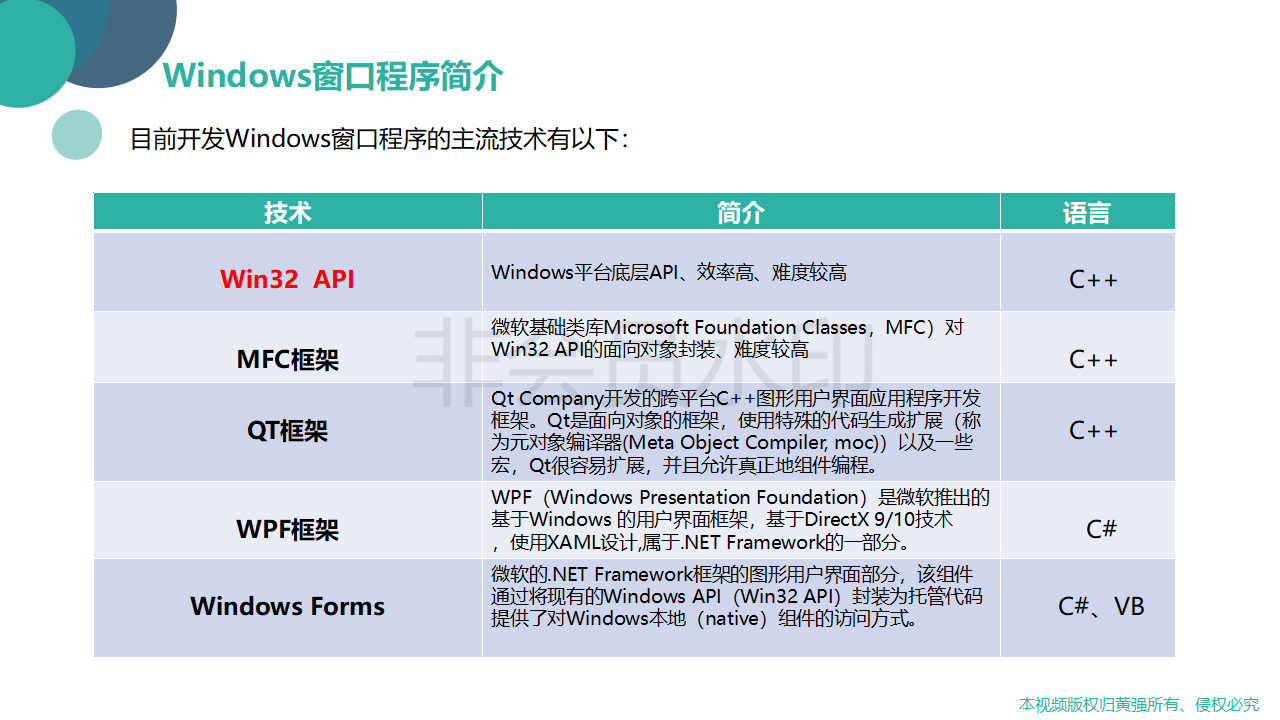 Windows窗口程序简介
目前开发Windows窗口程序的主流技术有以下：
技术
简介
语言
Win32 API
Windows平台底层API、效率高、难度较高
C++
MFC框架
微软基础类库Microsoft Foundation Classes，MFC）对
Win32 API的面向对象封装、难度较高
C++
QT框架
Qt Company开发的跨平台C++图形用户界面应用程序开发
框架。Qt是面向对象的框架，使用特殊的代码生成扩展（称
为元对象编译器(Meta Object Compiler, moc)）以及一些
宏，Qt很容易扩展，并且允许真正地组件编程。
C++
WPF框架
WPF（Windows Presentation Foundation）是微软推出的
基于Windows 的用户界面框架，基于DirectX 9/10技术
，使用XAML设计,属于.NET Framework的一部分。
C#
Windows Forms
微软的.NET Framework框架的图形用户界面部分，该组件
通过将现有的Windows API（Win32 API）封装为托管代码
提供了对Windows本地（native）组件的访问方式。
C#、VB
非会员水印
本视频版权归黄强所有、侵权必究